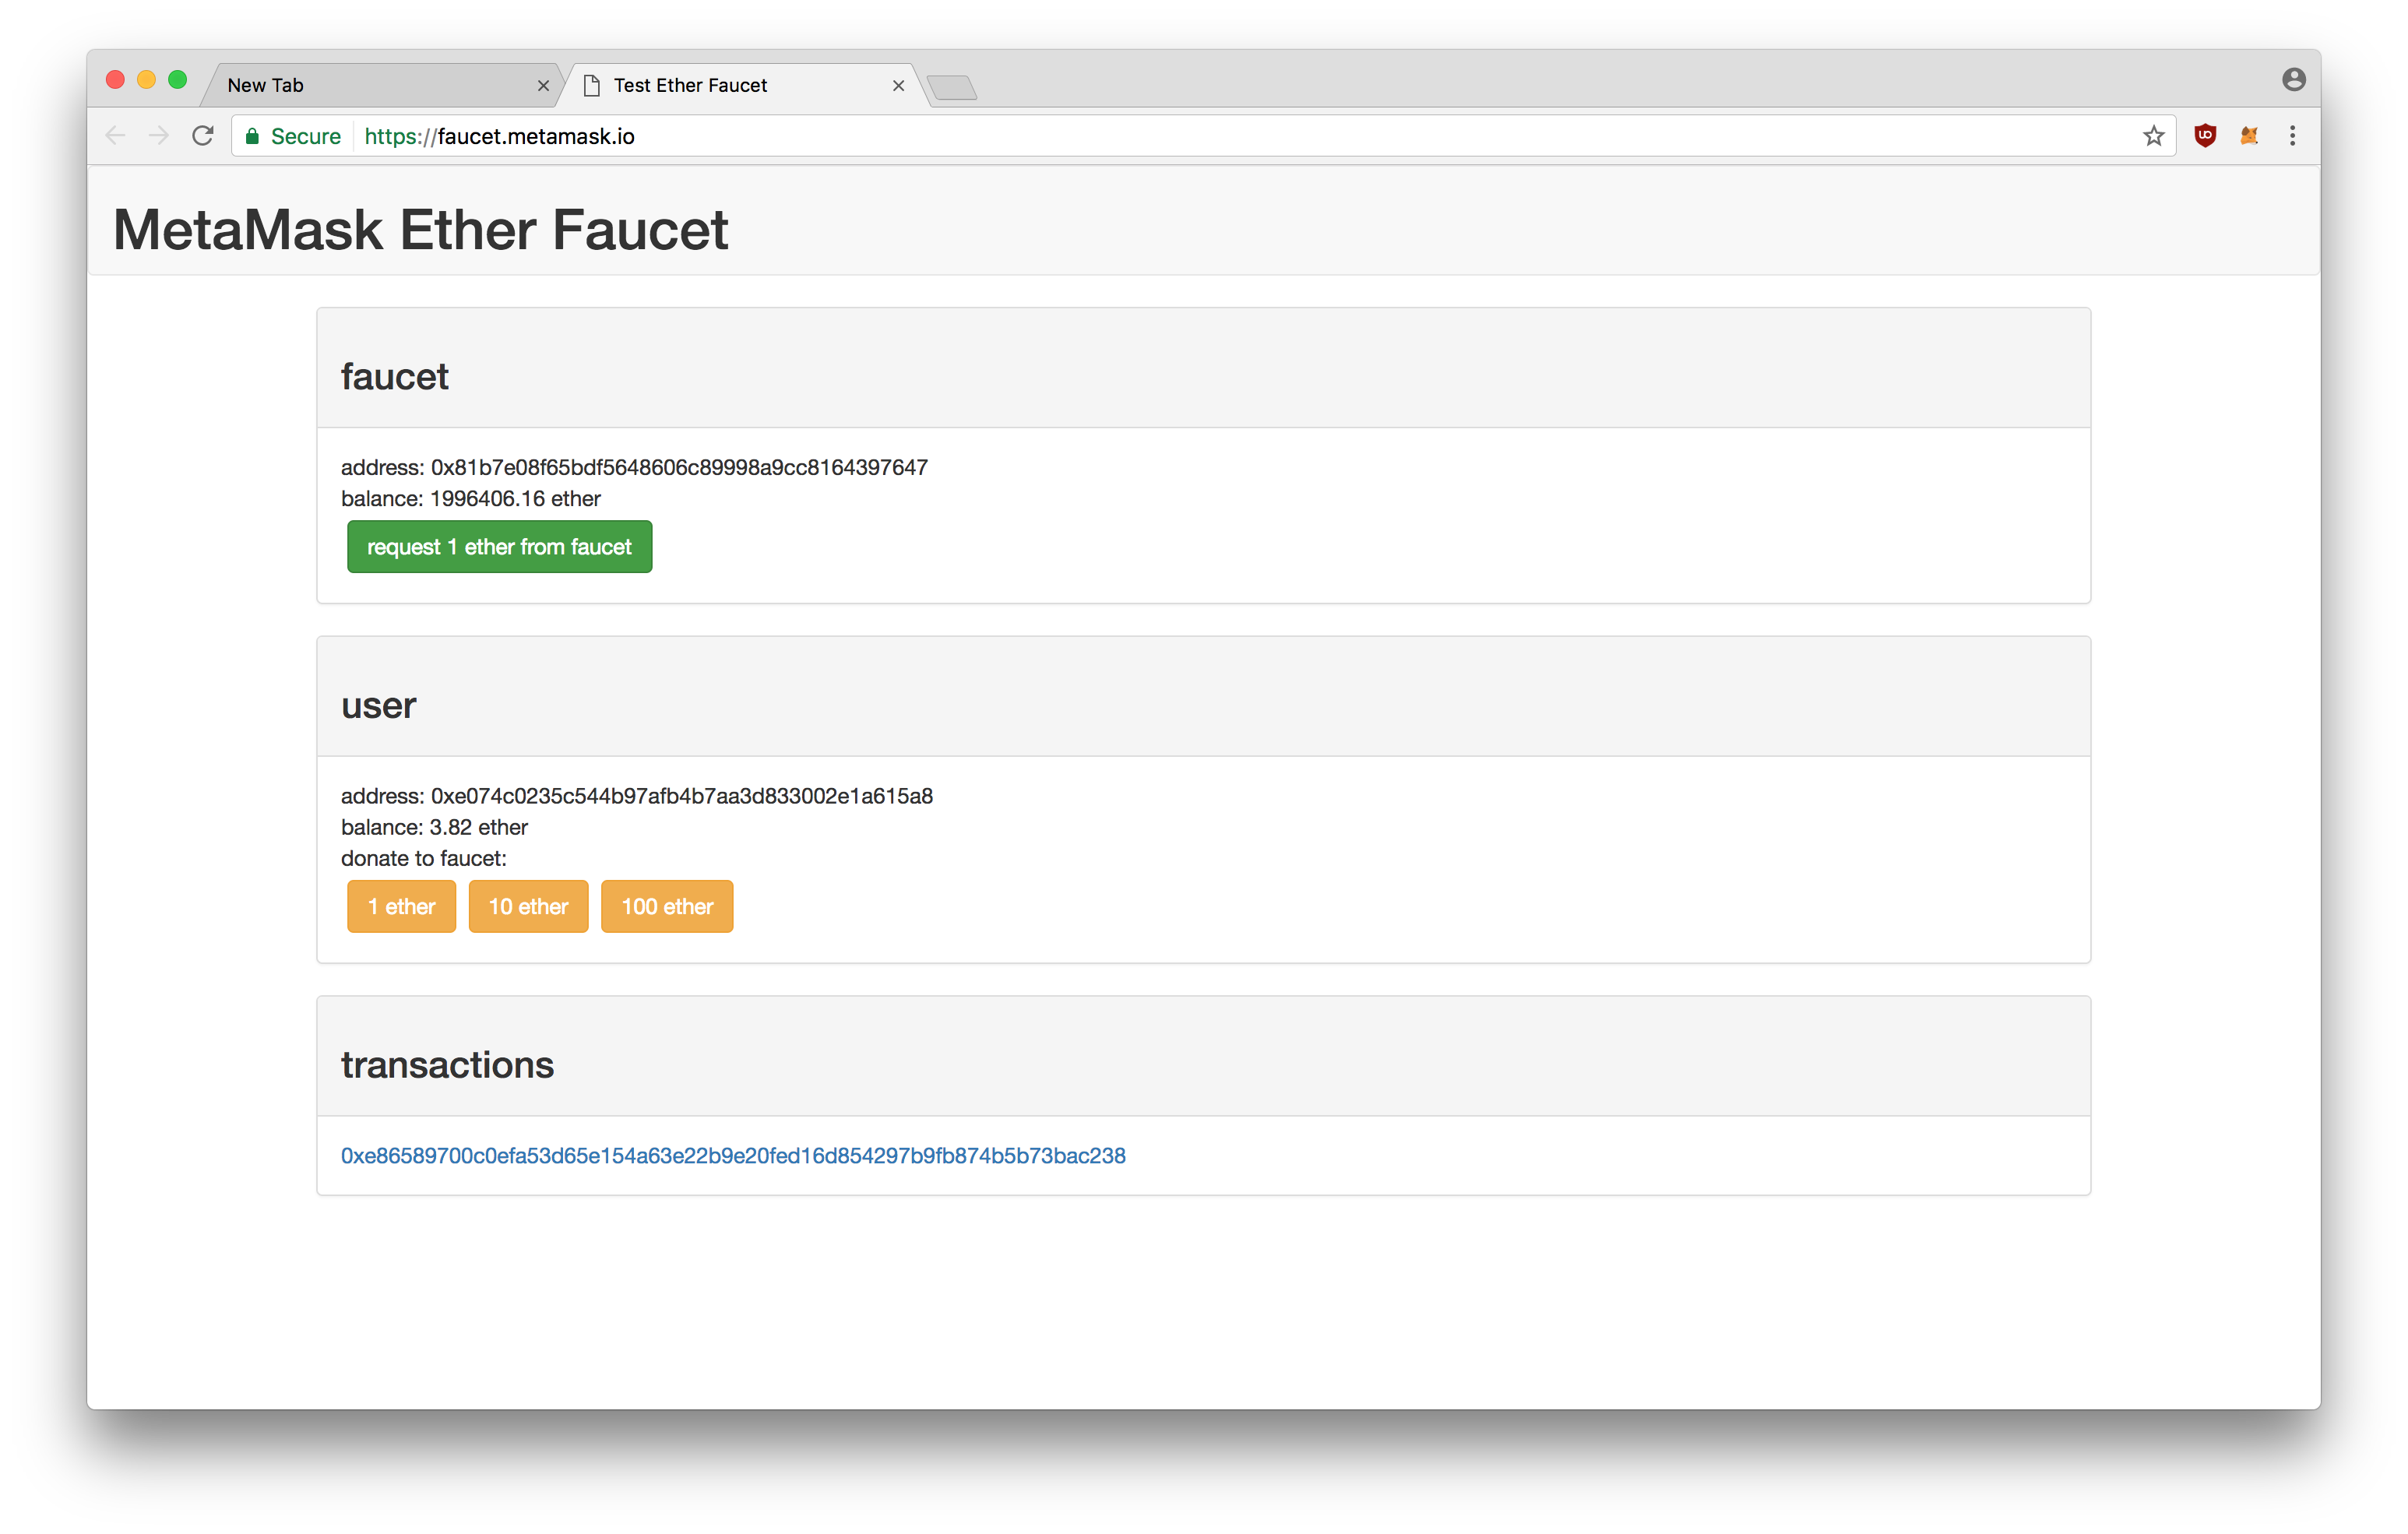 New Tab
Test Ether Faucet
Secure https://faucet.metamask.io
MetaMask Ether Faucet
faucet
address: 0x81b7e08f65bdf5648606c89998a9cc8164397647
balance: 1996406.16 ether
request 1 ether from faucet
user
address: 0xe074c0235c544b97afb4b7aa3d833002e1a615a8
balance: 3.82 ether
donate to faucet:
1 ether 10 ether 100 ether
transactions
0xe86589700c0efa53d65e154a63e22b9e20fed16d854297b9fb874b5b73bac238